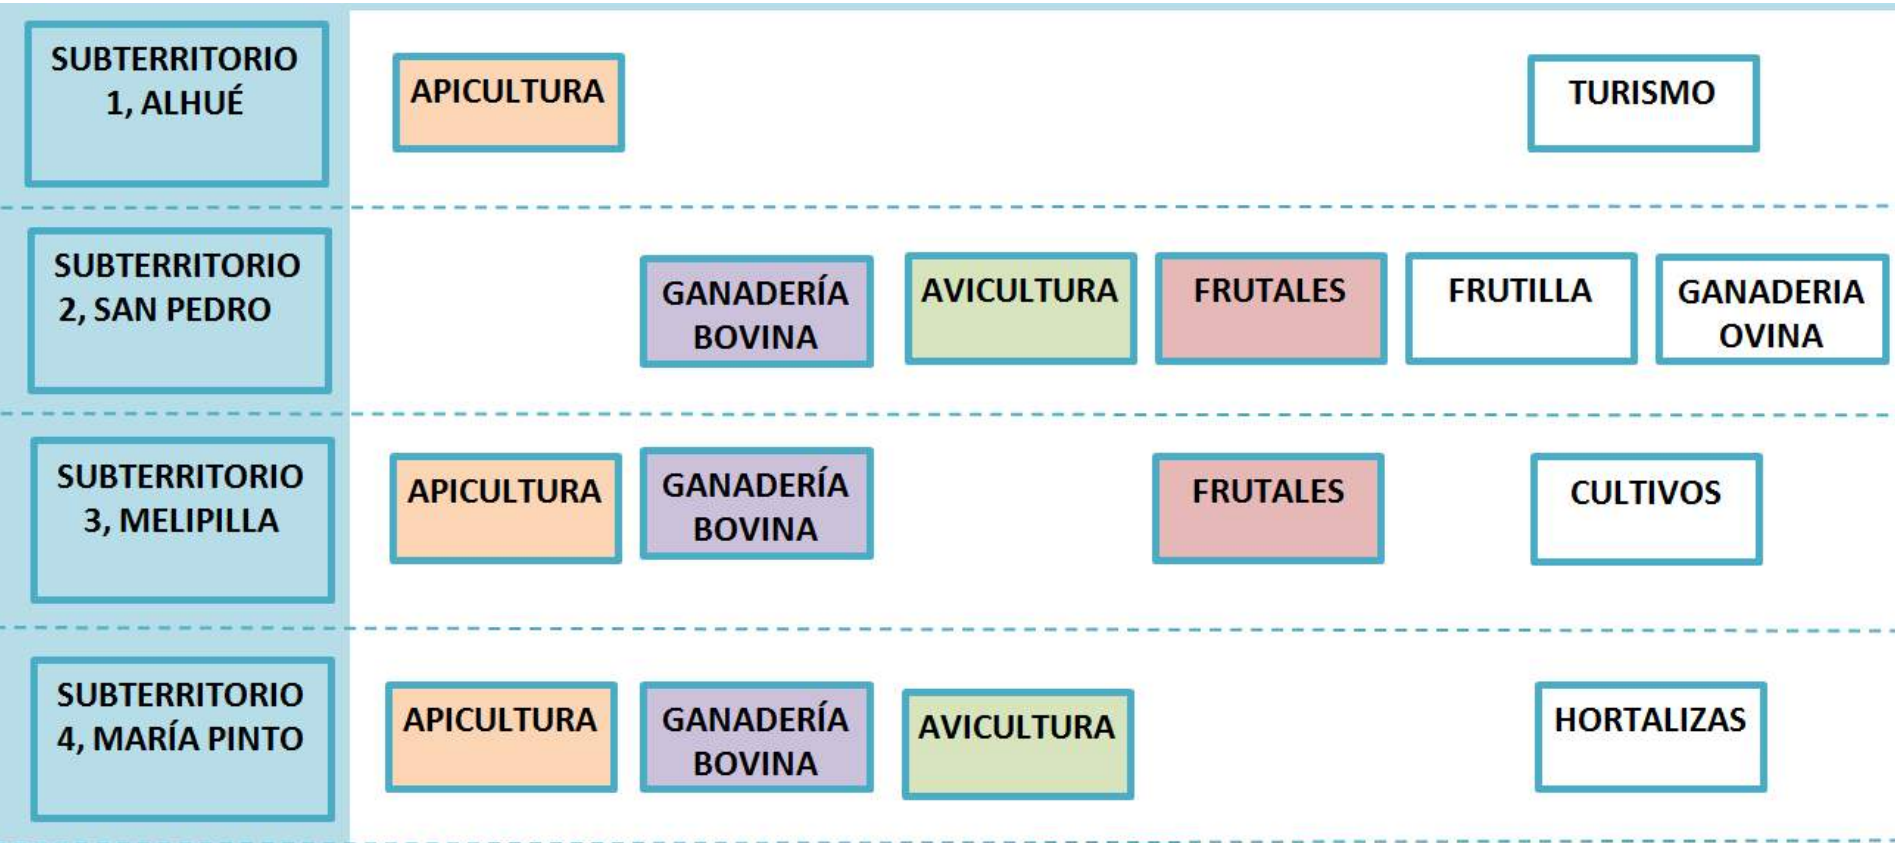 SUBTERRITORIO
1, ALHUÉ
APICULTURA
TURISMO
SUBTERRITORIO
2, SAN PEDRO
GANADERÍA
BOVINA
AVICULTURA
FRUTALES
FRUTILLA
GANADERIA
OVINA
SUBTERRITORIO
3, MELIPILLA
APICULTURA
GANADERÍA
BOVINA
FRUTALES
CULTIVOS
SUBTERRITORIO
4, MARÍA PINTO
APICULTURA
GANADERÍA
BOVINA
AVICULTURA
HORTALIZAS